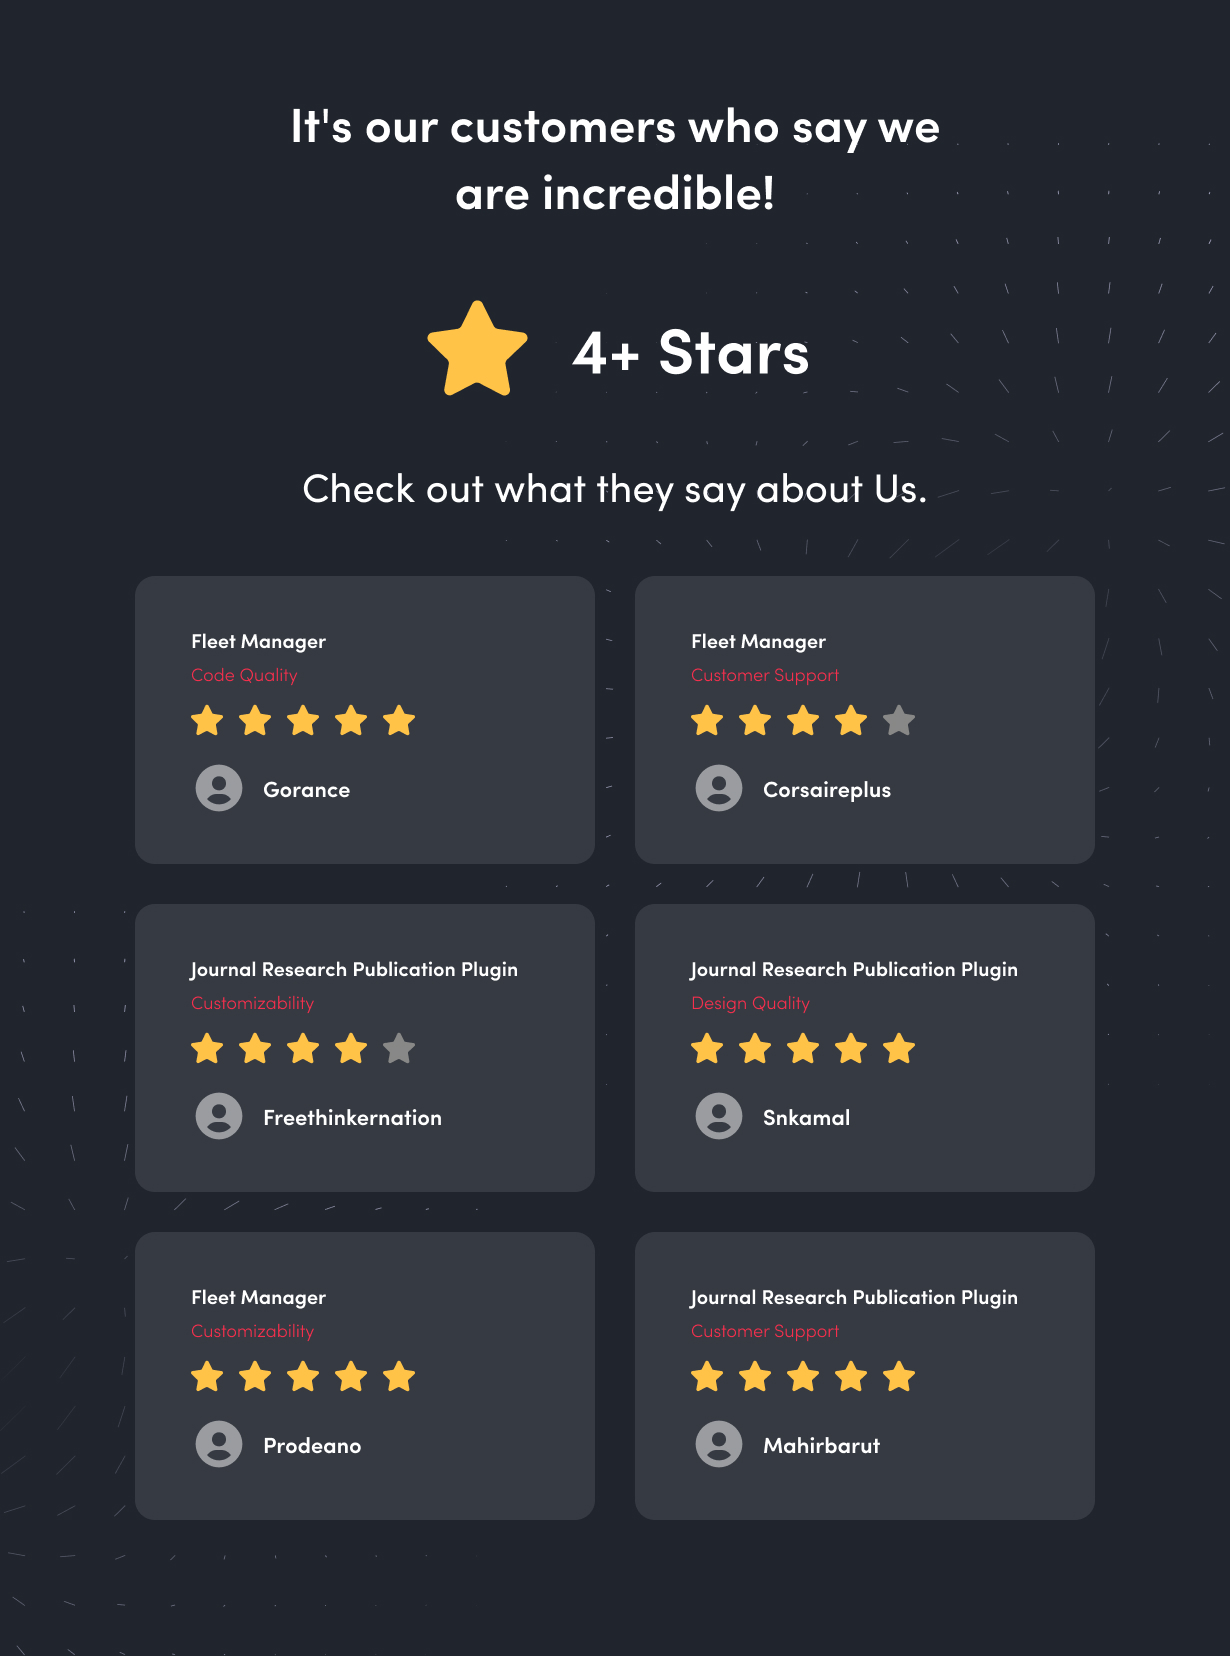 It's our customers who say we
are incredible!
4+ Stars
Check out what they say about Us.
Fleet Manager
Code Quality
Gorance
Fleet Manager
Customer Support
Corsaireplus
Journal Research Publication Plugin
Customizability
Freethinkernation
Journal Research Publication Plugin
Design Quality
Snkamal
Fleet Manager
Customizability
Prodeano
Journal Research Publication Plugin
Customer Support
Mahirbarut